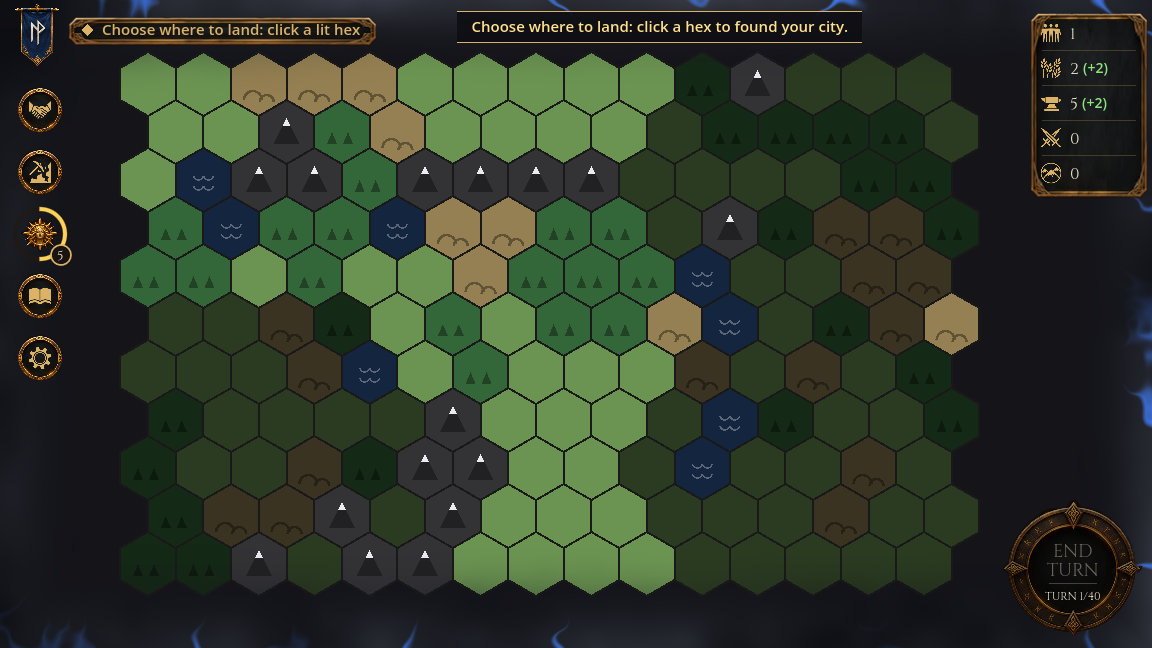 Choose where to land: click a lit hex
Choose where to land: click a hex to found your city.
1
2 (+2)
5 (+2)
0
0
5
END
TURN
TURN 1/40